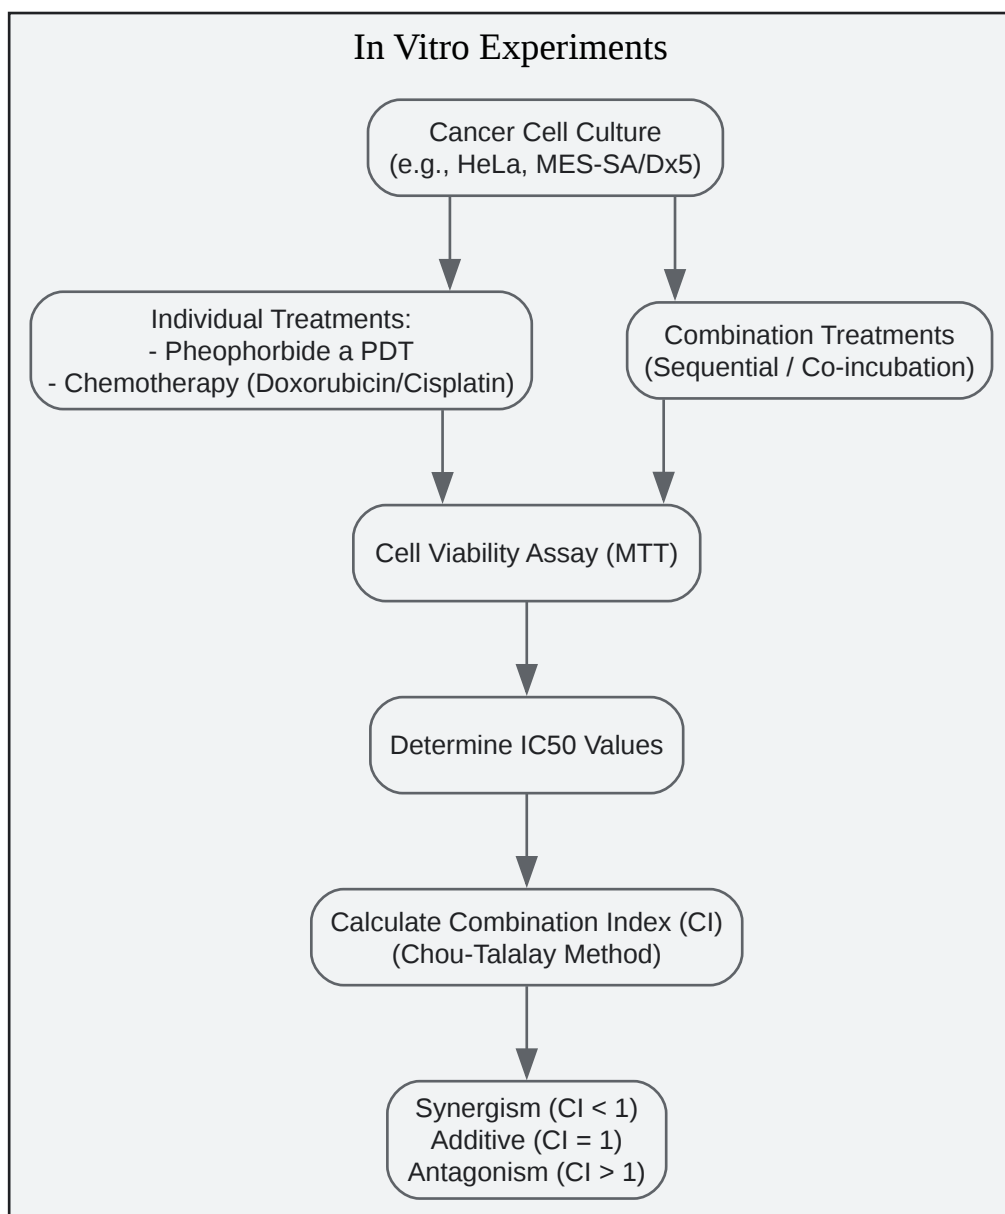 In Vitro Experiments
Cancer Cell Culture
(e.g., HeLa, MES-SA/Dx5)
Individual Treatments:
- Pheophorbide a PDT
- Chemotherapy (Doxorubicin/Cisplatin)
Combination Treatments
(Sequential / Co-incubation)
Cell Viability Assay (MTT)
Determine IC50 Values
Calculate Combination Index (CI)
(Chou-Talalay Method)
Synergism (CI < 1)
Additive (CI = 1)
Antagonism (CI > 1)